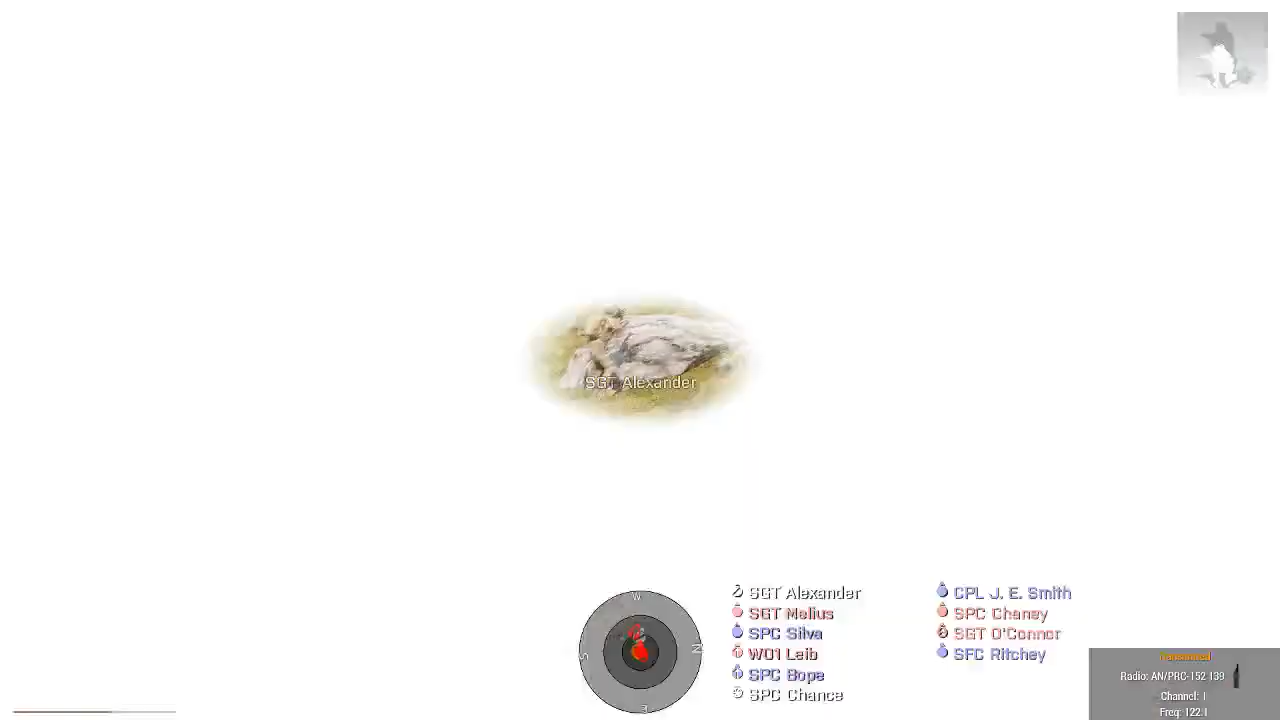 SGT Alexander
W
N
S
E
SGT Alexander
SGT Melius
SPC Silva
WO1 Leib
SPC Bope
SPC Chance
CPL J. E. Smith
SPC Chaney
SGT O'Connor
SFC Ritchey
Radio: AN/PRC-152 139
Channel: 1
Freq: 122.1